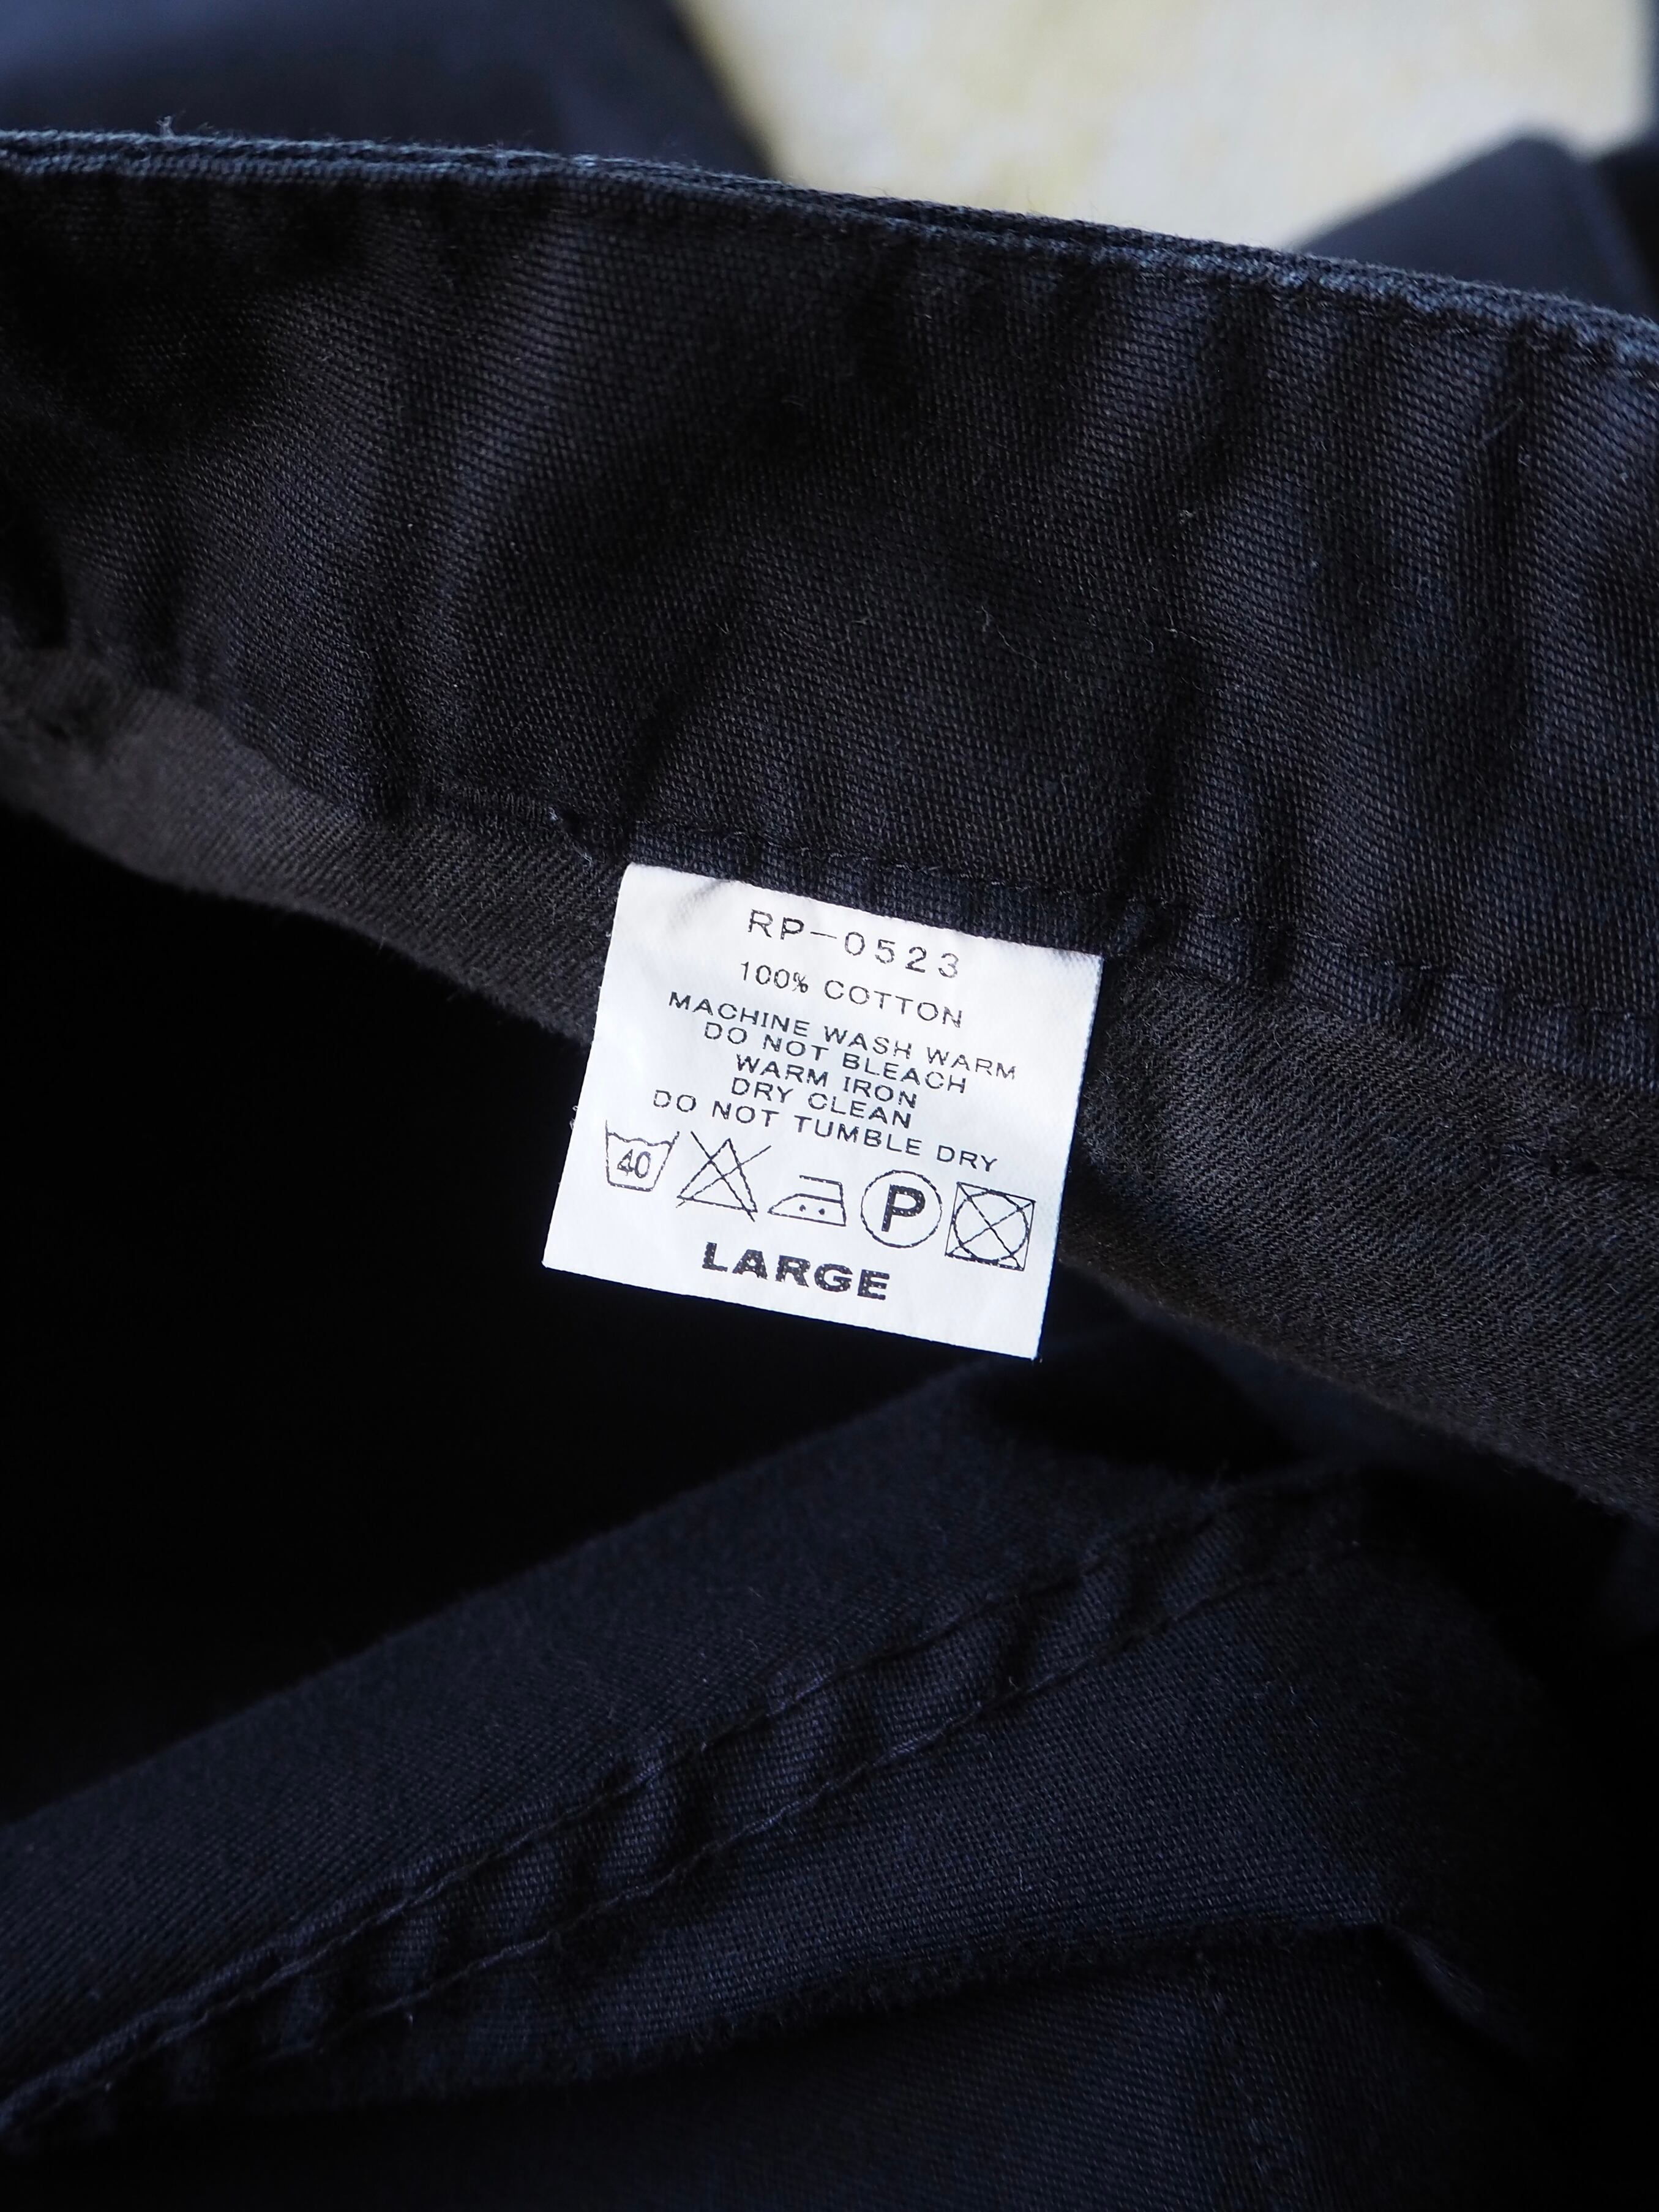 RP-0523
100% COTTON
MACHINE WASH WARM
DO NOT BLEACH
WARM IRON
DRY CLEAN
DO NOT TUMBLE DRY
40 P
LARGE